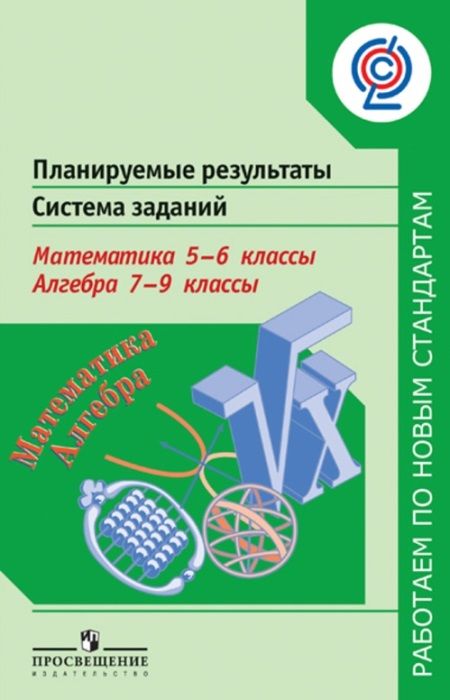 Планируемые результаты
Система заданий
Математика 5–6 классы
Алгебра 7–9 классы
Математика
Алгебра
√X
С
РАБОТАЕМ ПО НОВЫМ СТАНДАРТАМ
ПРОСВЕЩЕНИЕ
ИЗДАТЕЛЬСТВО